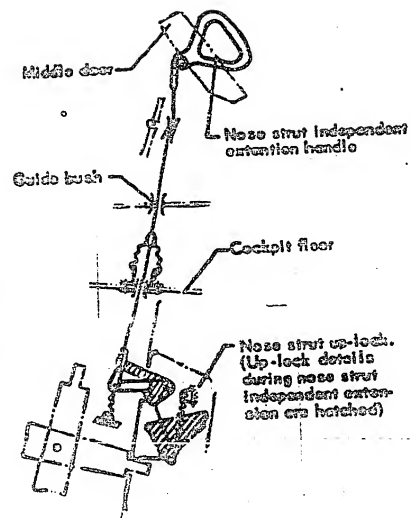 Middle door
Nose strut independent
extention handle
Guide bush
Cockpit floor
Nose strut up-lock.
(Up-lock details
during nose strut
independent exten-
sion are hatched)